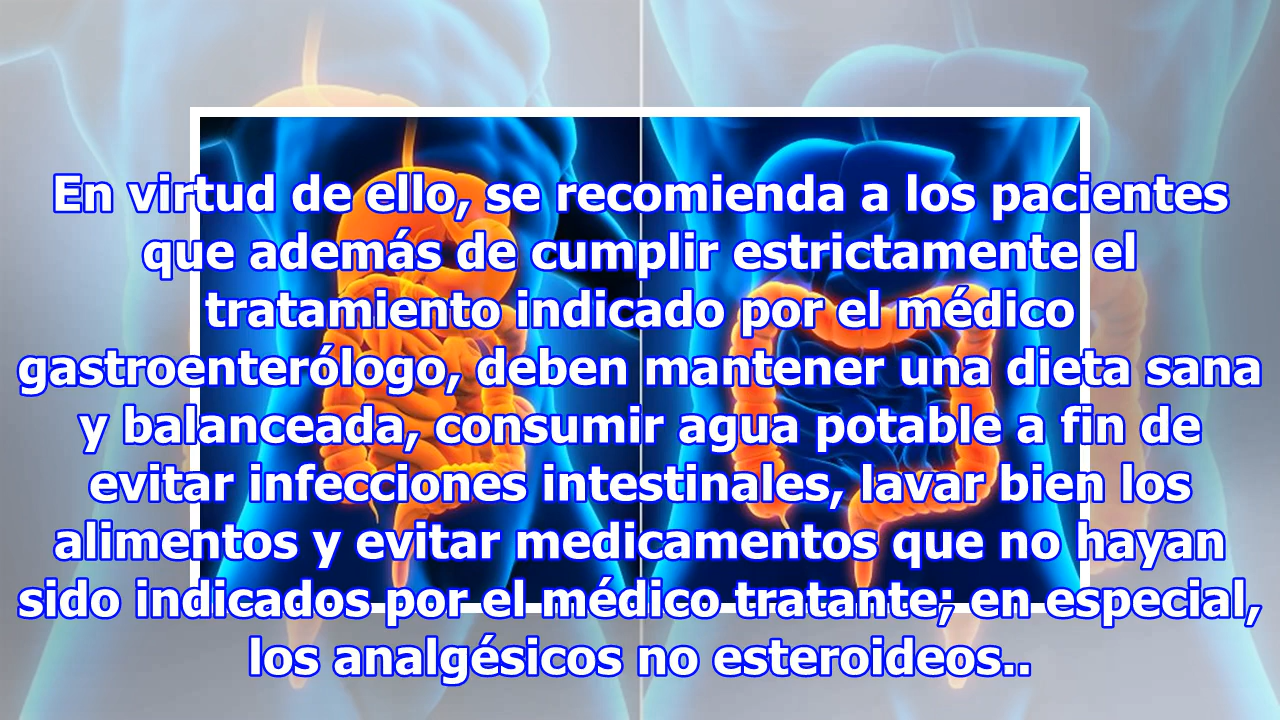 En virtud de ello, se recomienda a los pacientes
que además de cumplir estrictamente el
tratamiento indicado por el médico
gastroenterólogo, deben mantener una dieta sana
y balanceada, consumir agua potable a fin de
evitar infecciones intestinales, lavar bien los
alimentos y evitar medicamentos que no hayan
sido indicados por el médico tratante; en especial,
los analgésicos no esteroideos..